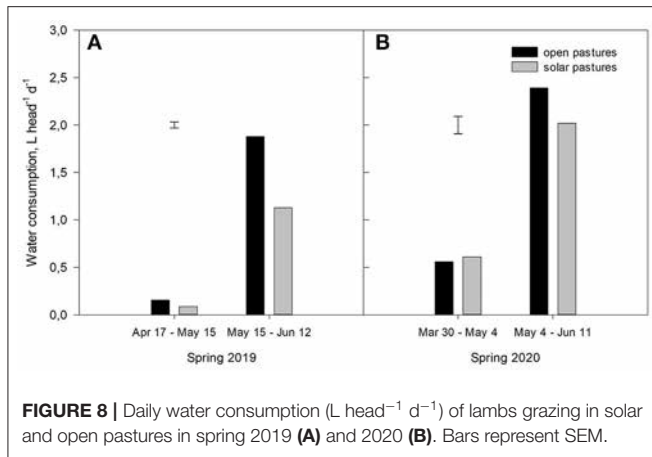 3,0
A
B
open pastures
solar pastures
2,5
2,0
1,5
1,0
0,5
0,0
Water consumption, L head⁻¹ d⁻¹
Apr 17 - May 15 May 15 - Jun 12
Mar 30 - May 4 May 4 - Jun 11
Spring 2019
Spring 2020
FIGURE 8 | Daily water consumption (L head⁻¹ d⁻¹) of lambs grazing in solar
and open pastures in spring 2019 (A) and 2020 (B). Bars represent SEM.